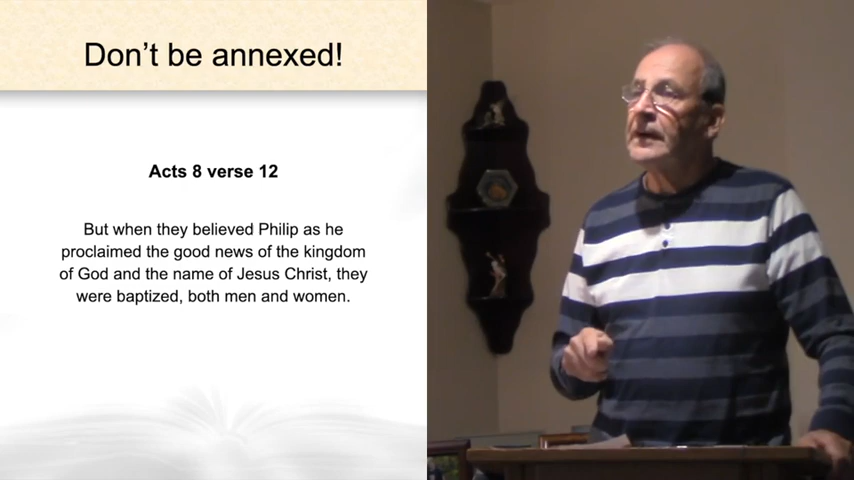 Don’t be annexed!
Acts 8 verse 12
But when they believed Philip as he
proclaimed the good news of the kingdom
of God and the name of Jesus Christ, they
were baptized, both men and women.